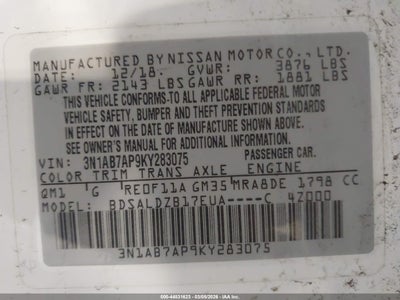 MANUFACTURED BY NISSAN MOTOR CO., LTD.
DATE: 12/18. GVWR: 3876 LBS
GAWR FR: 2143 LBS GAWR RR: 1881 LBS
THIS VEHICLE CONFORMS TO ALL APPLICABLE FEDERAL MOTOR
VEHICLE SAFETY, BUMPER AND THEFT PREVENTION STANDARDS
IN EFFECT ON THE DATE OF MANUFACTURE SHOWN ABOVE.
SEE OWNER'S MANUAL FOR ADDITIONAL INFORMATION.
VIN: 3N1AB7AP9KY283075 PASSENGER CAR.
COLOR TRIM TRANS AXLE ENGINE
QM1 G RE0F11A GM35 MRA8DE 1798 CC
MODEL: BDSALDZB17EUA----C 4Z000
3N1AB7AP9KY283075